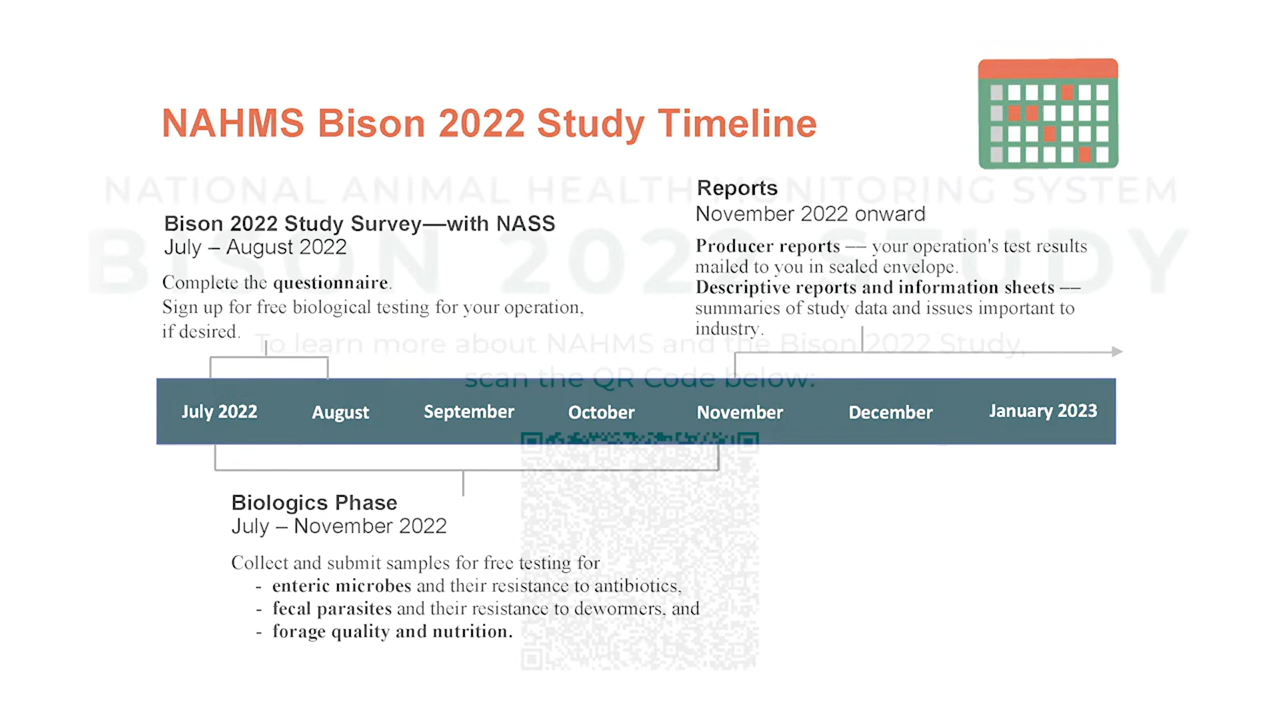 NAHMS Bison 2022 Study Timeline
NATIONAL ANIMAL HEALTH MONITORING SYSTEM
BISON 2022 STUDY
Bison 2022 Study Survey—with NASS
July – August 2022
Complete the questionnaire.
Sign up for free biological testing for your operation,
if desired.
Reports
November 2022 onward
Producer reports — your operation's test results
mailed to you in sealed envelope.
Descriptive reports and information sheets —
summaries of study data and issues important to
industry.
To learn more about NAHMS and the Bison 2022 Study,
scan the QR Code below:
July 2022
August
September
October
November
December
January 2023
Biologics Phase
July – November 2022
Collect and submit samples for free testing for
- enteric microbes and their resistance to antibiotics,
- fecal parasites and their resistance to dewormers, and
- forage quality and nutrition.